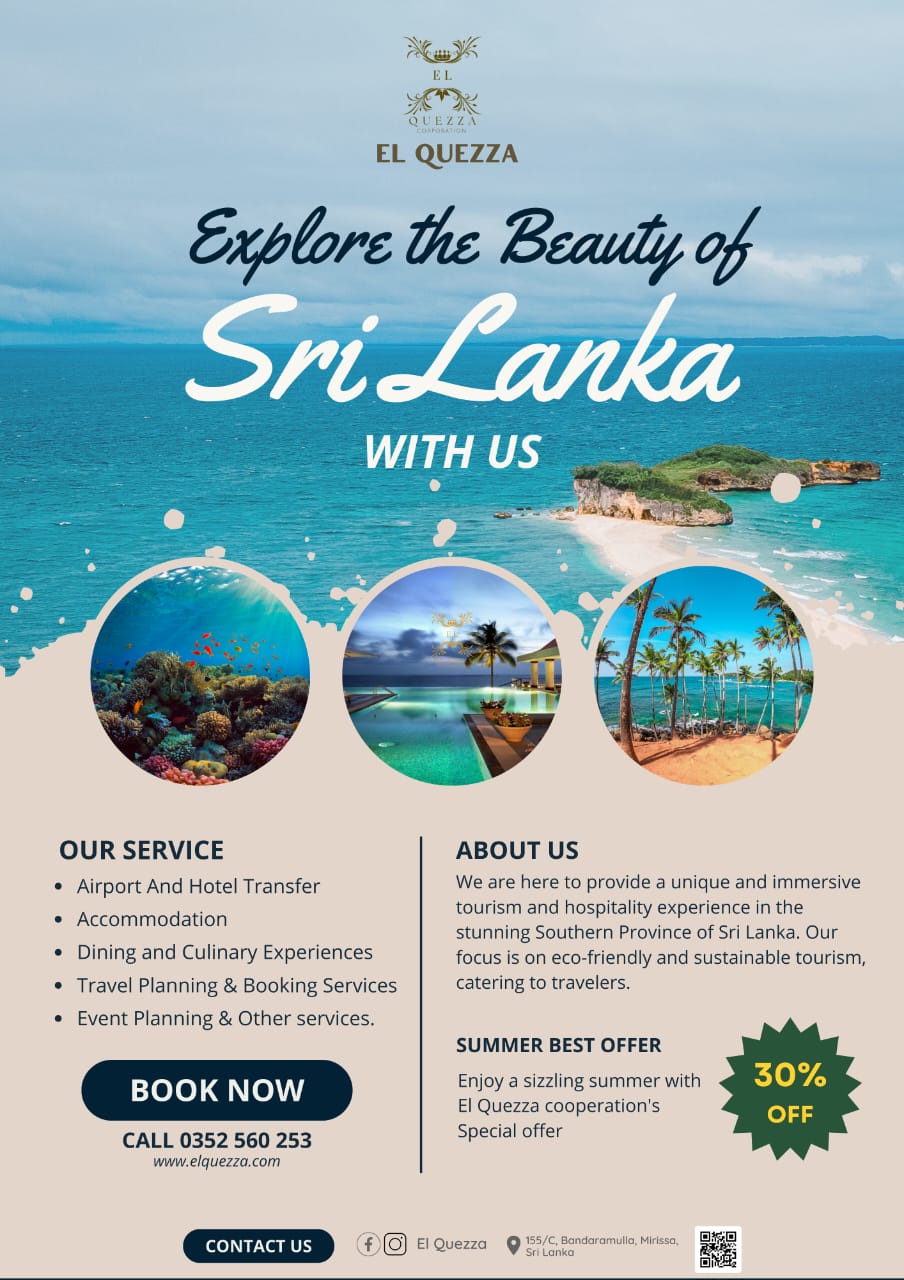 EL
QUEZZA
CORPORATION
EL QUEZZA
Explore the Beauty of
Sri Lanka
WITH US
OUR SERVICE
• Airport And Hotel Transfer
• Accommodation
• Dining and Culinary Experiences
• Travel Planning & Booking Services
• Event Planning & Other services.
BOOK NOW
CALL 0352 560 253
www.elquezza.com
ABOUT US
We are here to provide a unique and immersive
tourism and hospitality experience in the
stunning Southern Province of Sri Lanka. Our
focus is on eco-friendly and sustainable tourism,
catering to travelers.
SUMMER BEST OFFER
Enjoy a sizzling summer with
El Quezza cooperation's
Special offer
30%
OFF
CONTACT US
El Quezza
155/C, Bandaramulla, Mirissa,
Sri Lanka